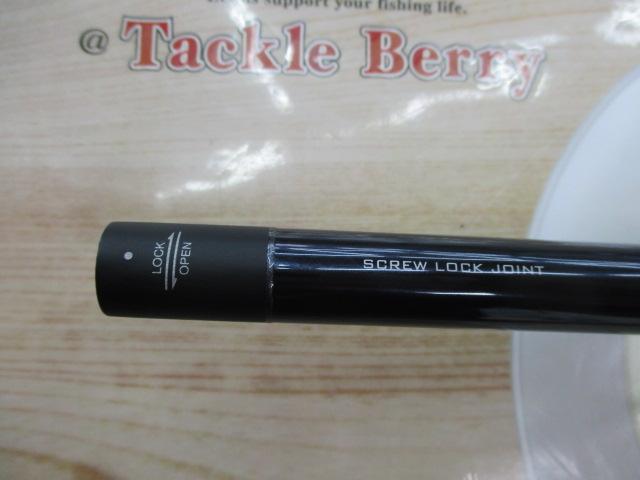 support your fishing life.
@ Tackle Berry
LOCK
OPEN
SCREW LOCK JOINT